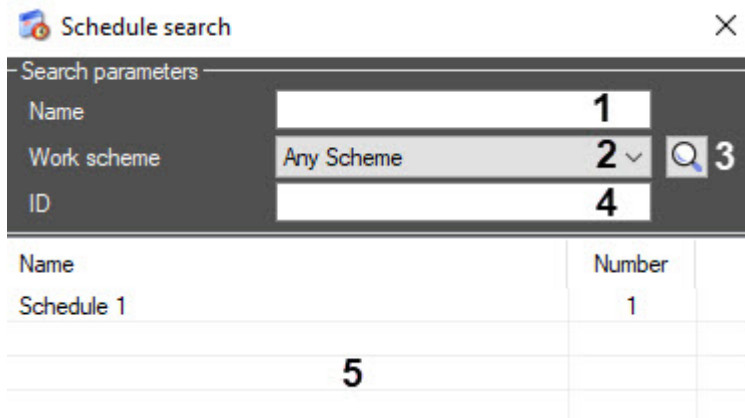 Schedule search
Search parameters
Name 1
Work scheme Any Scheme 2 3
ID 4
Name Number
Schedule 1 1
5